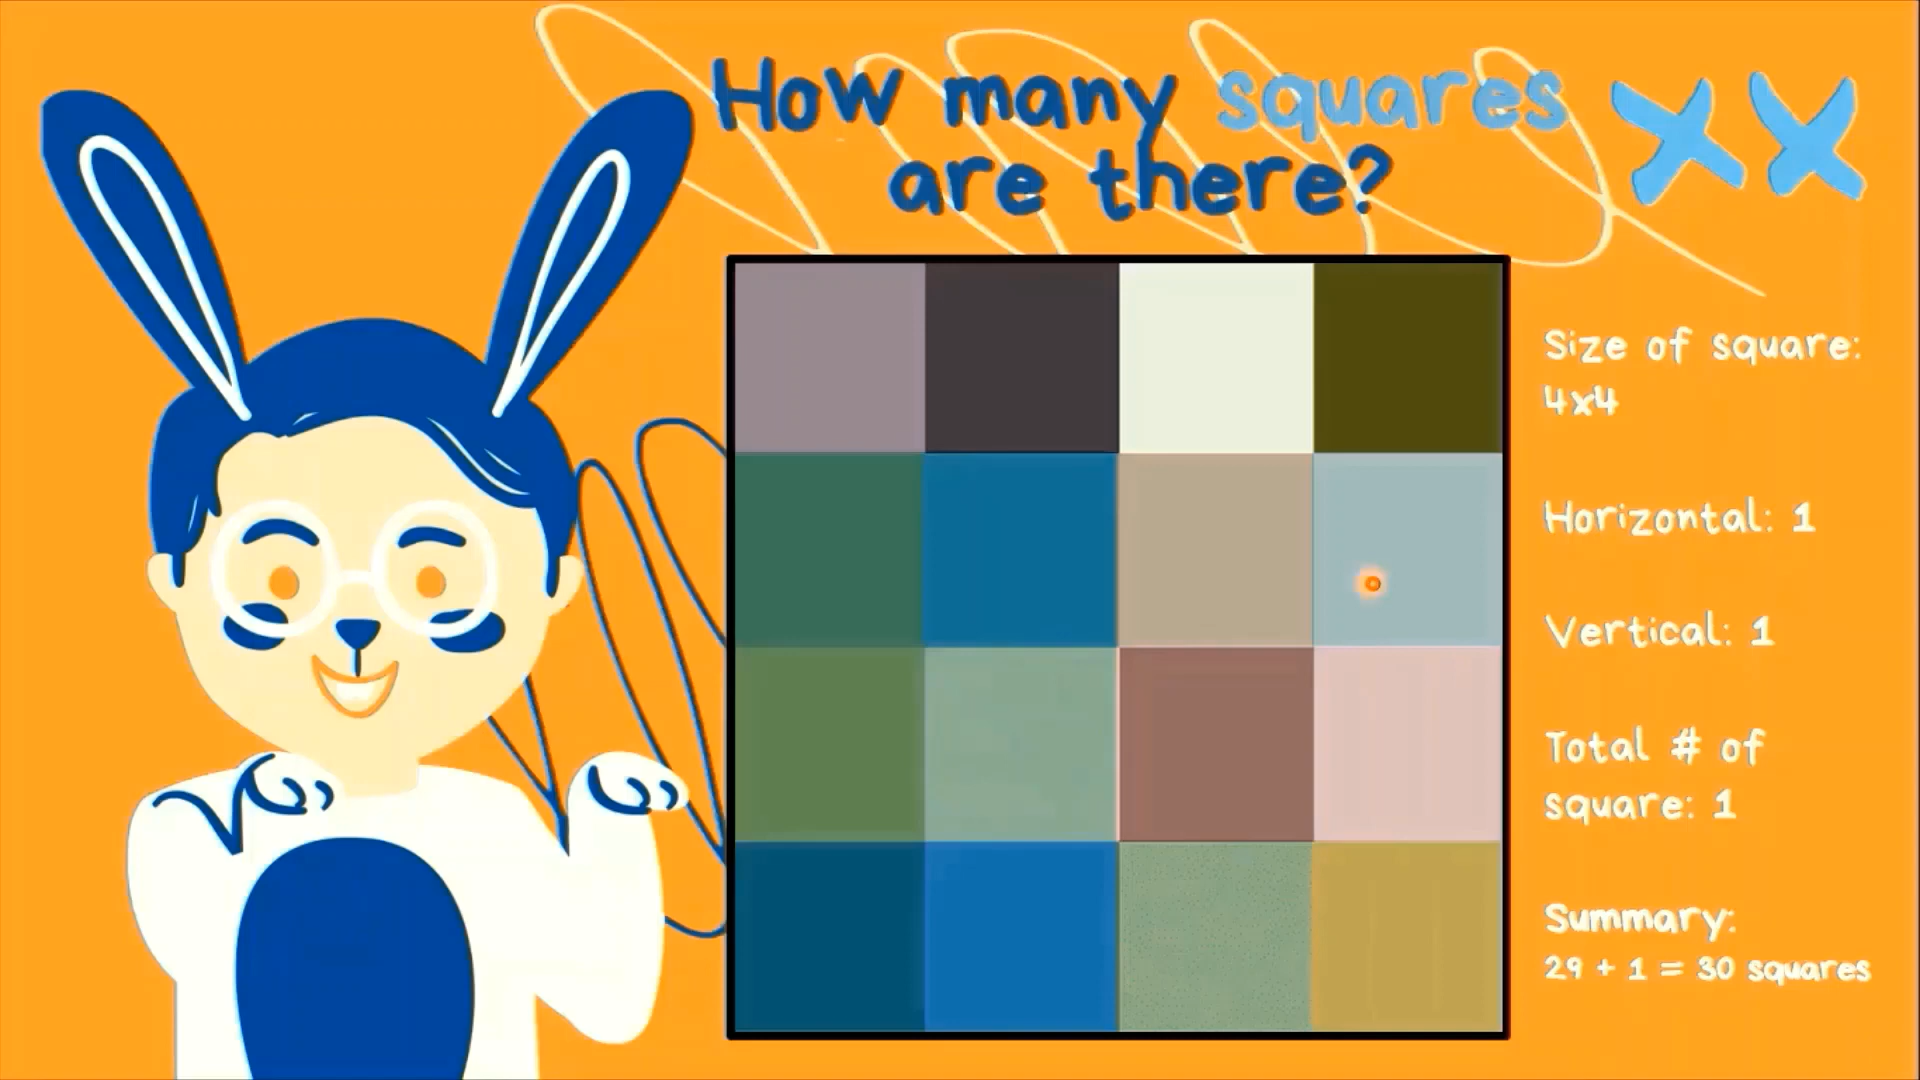 How many squares
are there?
Size of square:
4x4
Horizontal: 1
Vertical: 1
Total # of
square: 1
Summary:
29 + 1 = 30 squares